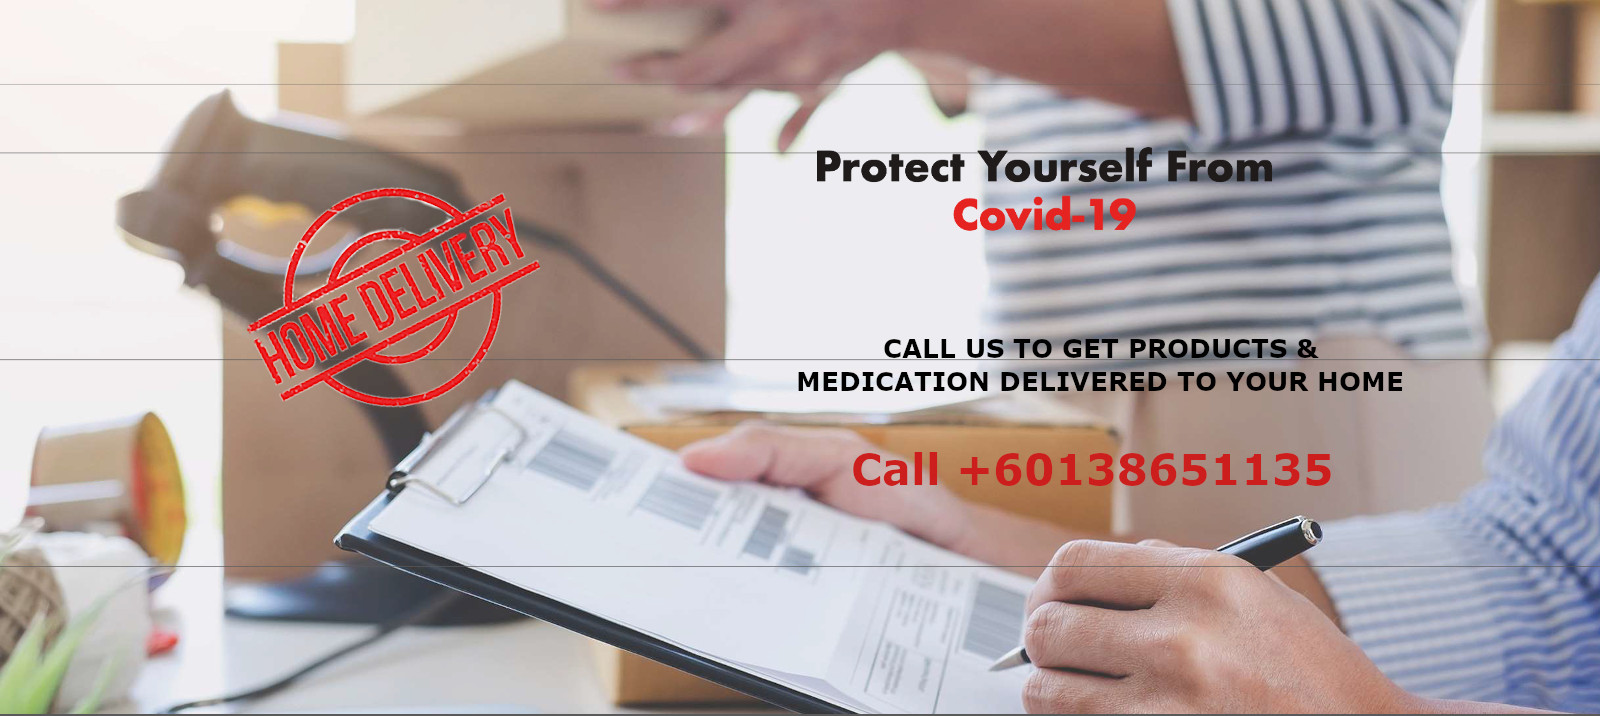 HOME DELIVERY
Protect Yourself From
Covid-19
CALL US TO GET PRODUCTS &
MEDICATION DELIVERED TO YOUR HOME
Call +60138651135